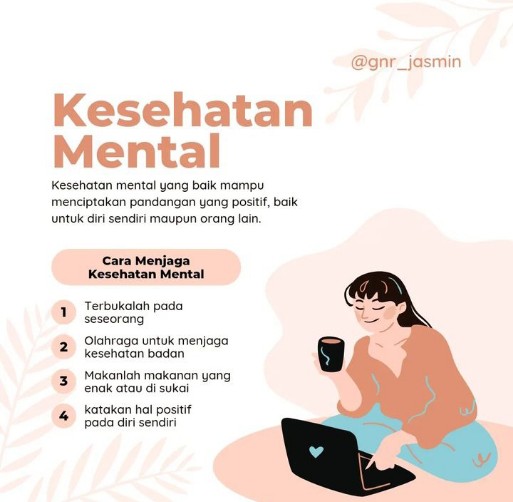 @gnr_jasmin
Kesehatan
Mental
Kesehatan mental yang baik mampu
menciptakan pandangan yang positif, baik
untuk diri sendiri maupun orang lain.
Cara Menjaga
Kesehatan Mental
1 Terbukalah pada
seseorang
2 Olahraga untuk menjaga
kesehatan badan
3 Makanlah makanan yang
enak atau di sukai
4 katakan hal positif
pada diri sendiri